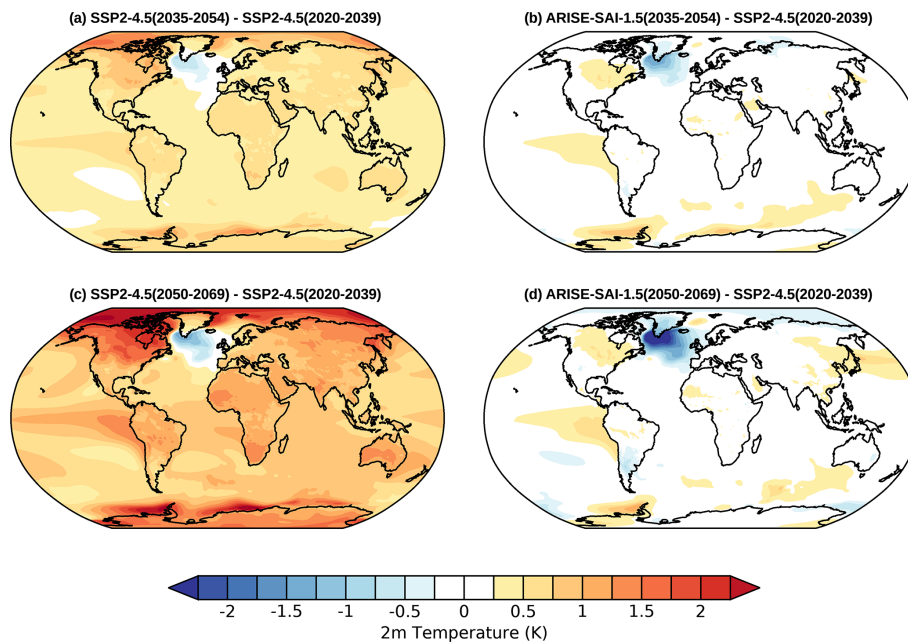 (a) SSP2-4.5(2035-2054) - SSP2-4.5(2020-2039)
(b) ARISE-SAI-1.5(2035-2054) - SSP2-4.5(2020-2039)
(c) SSP2-4.5(2050-2069) - SSP2-4.5(2020-2039)
(d) ARISE-SAI-1.5(2050-2069) - SSP2-4.5(2020-2039)
-2 -1.5 -1 -0.5 0 0.5 1 1.5 2
2m Temperature (K)